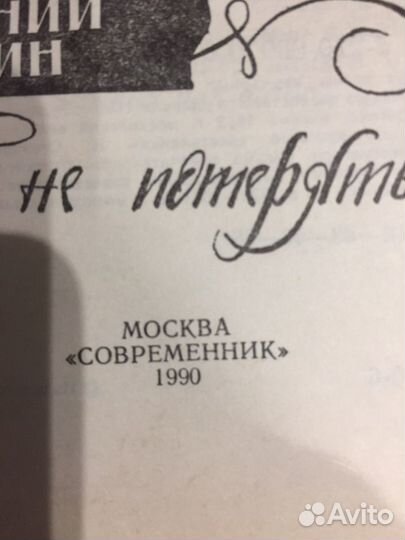 НИЙ
ИН
не потерять
МОСКВА
«СОВРЕМЕННИК»
1990
Avito